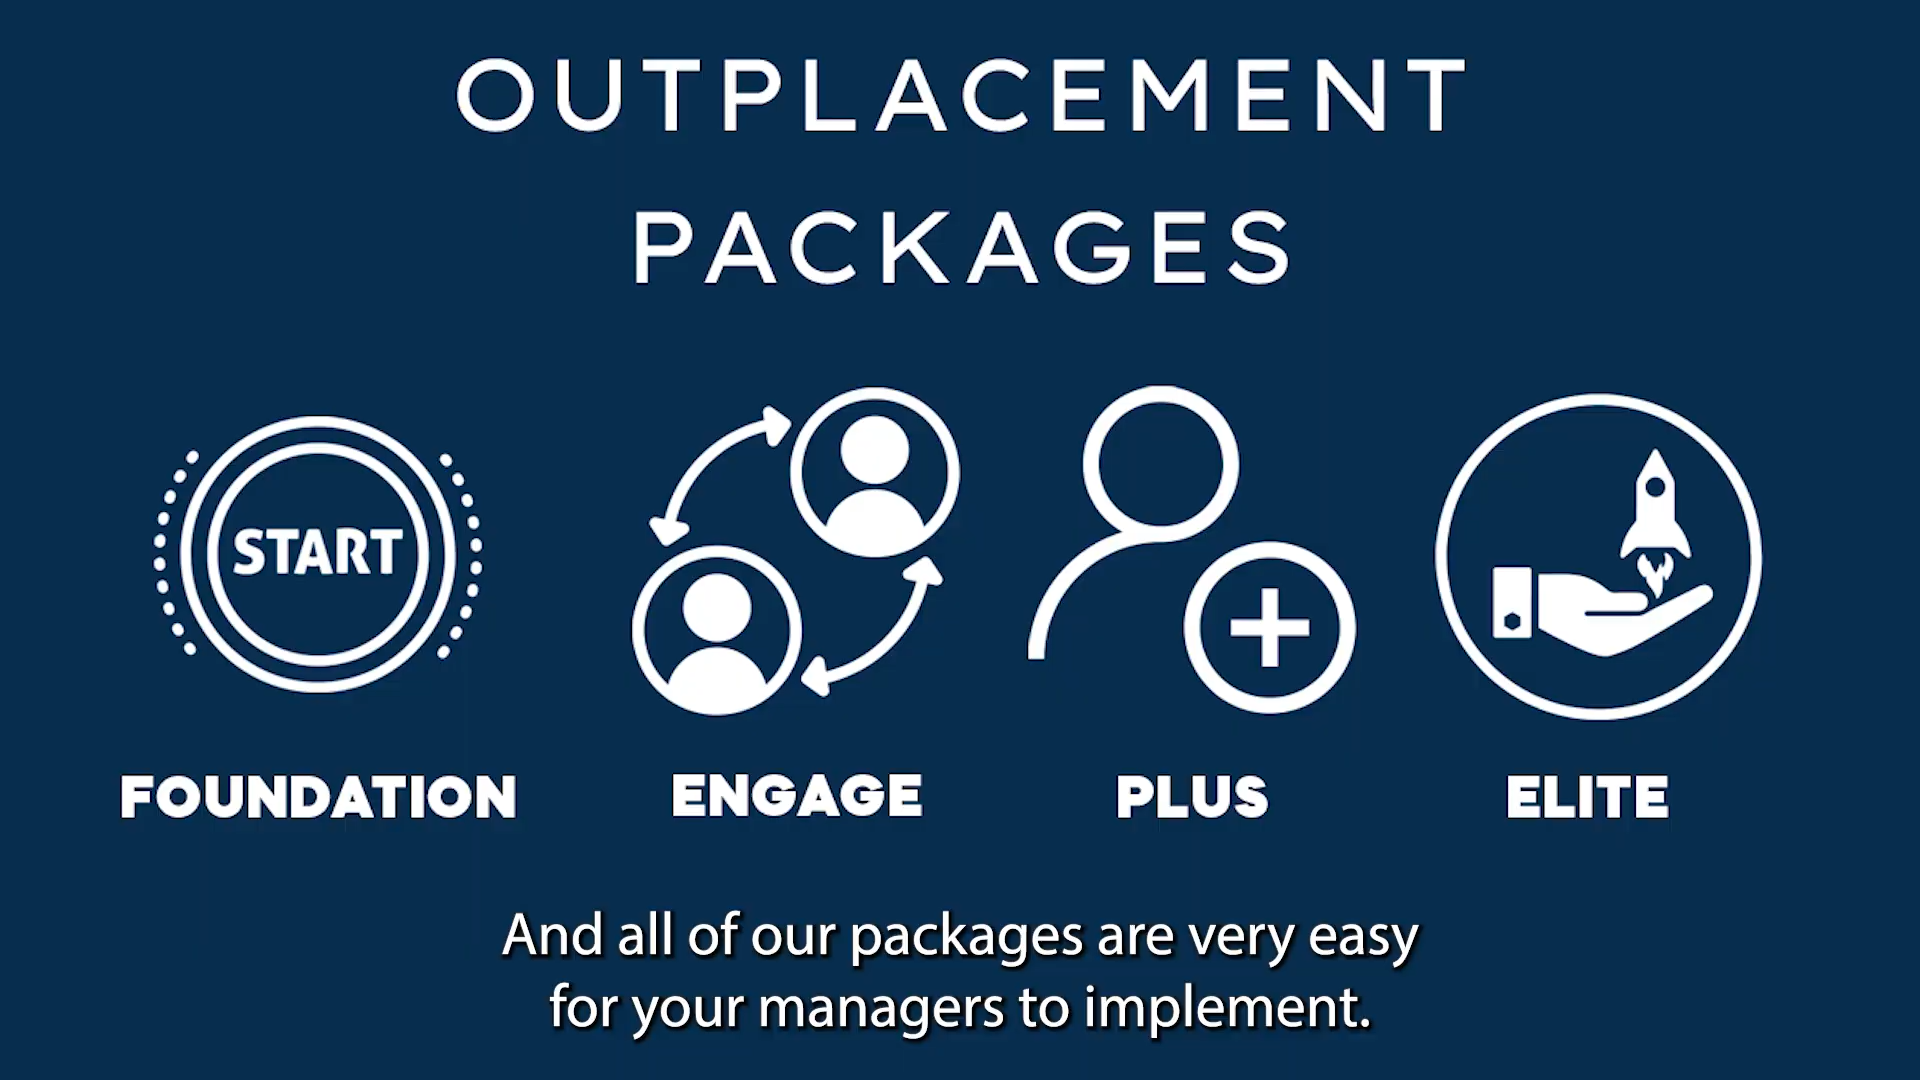 OUTPLACEMENT
PACKAGES
START
FOUNDATION
ENGAGE
PLUS
ELITE
And all of our packages are very easy
for your managers to implement.